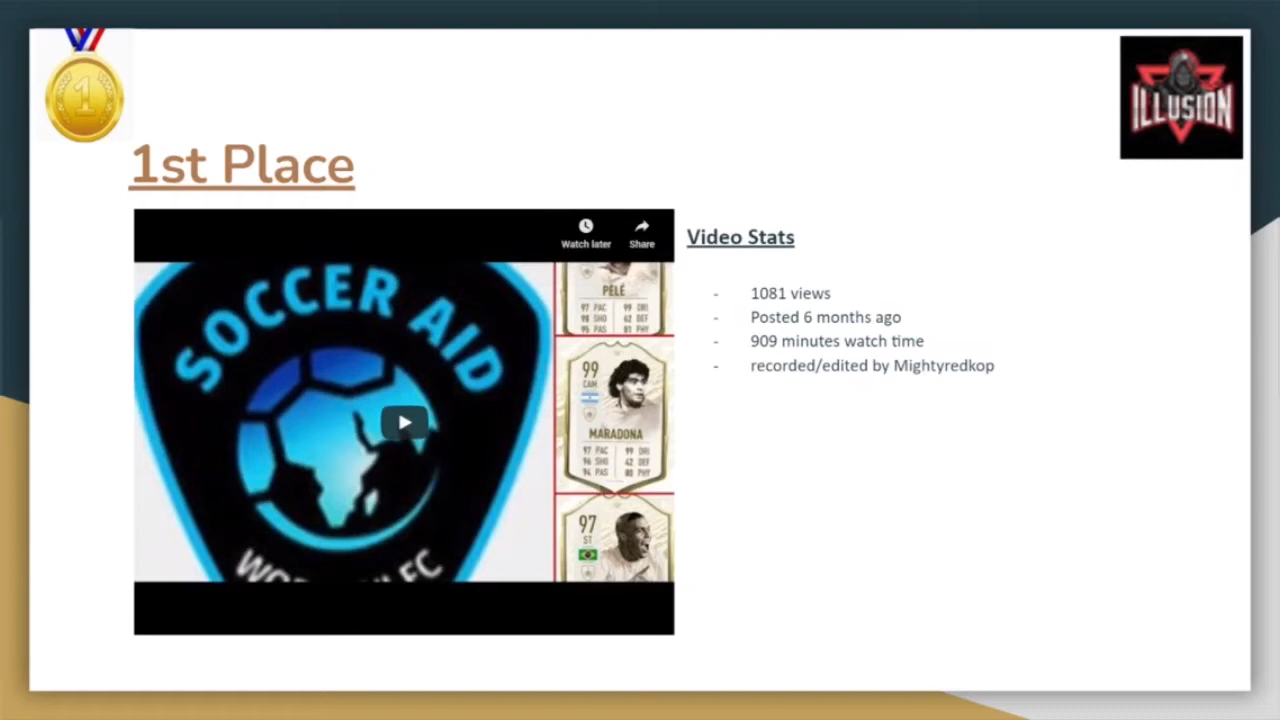 1
ILLUSION
1st Place
Watch later
Share
Video Stats
SOCCER AID
PELÉ
97 PAC 99 DRI
98 SHO 62 DEF
95 PAS 81 PHY
- 1081 views
- Posted 6 months ago
- 909 minutes watch time
- recorded/edited by Mightyredkop
99
CAM
MARADONA
97 PAC 99 DRI
96 SHO 42 DEF
94 PAS 80 PHY
97
ST
FC